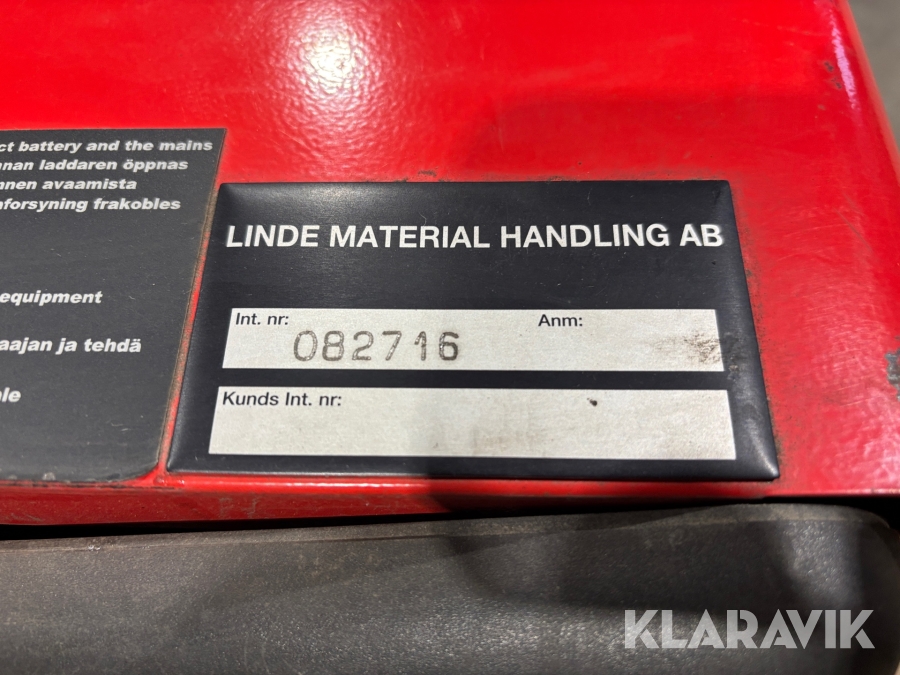 ct battery and the mains
nnan laddaren öppnas
nnen avaamista
nforsyning frakobles
equipment
aajan ja tehdä
le
LINDE MATERIAL HANDLING AB
Int. nr: Anm:
082716
Kunds Int. nr:
KLARAVIK